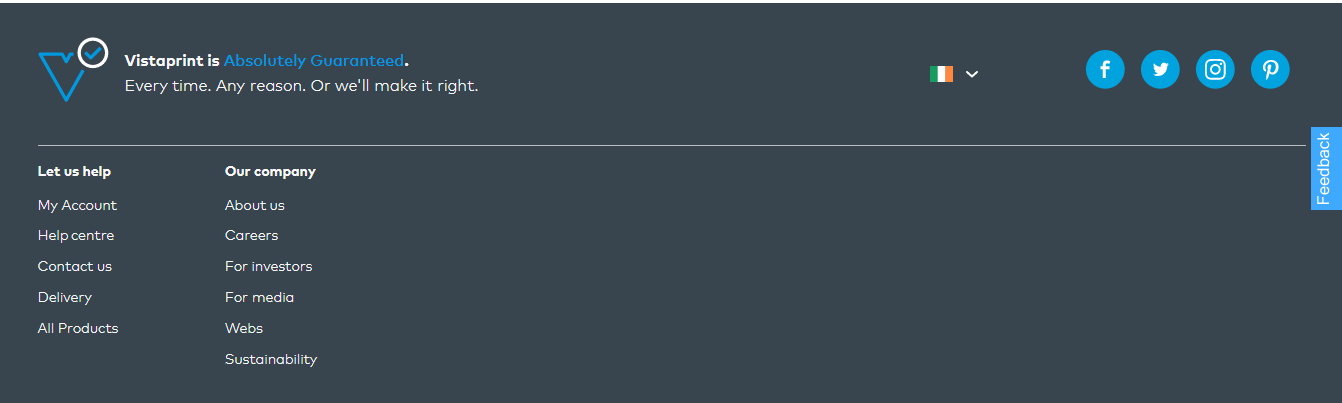 Vistaprint is Absolutely Guaranteed.
Every time. Any reason. Or we'll make it right.
Feedback
Let us help
My Account
Help centre
Contact us
Delivery
All Products
Our company
About us
Careers
For investors
For media
Webs
Sustainability